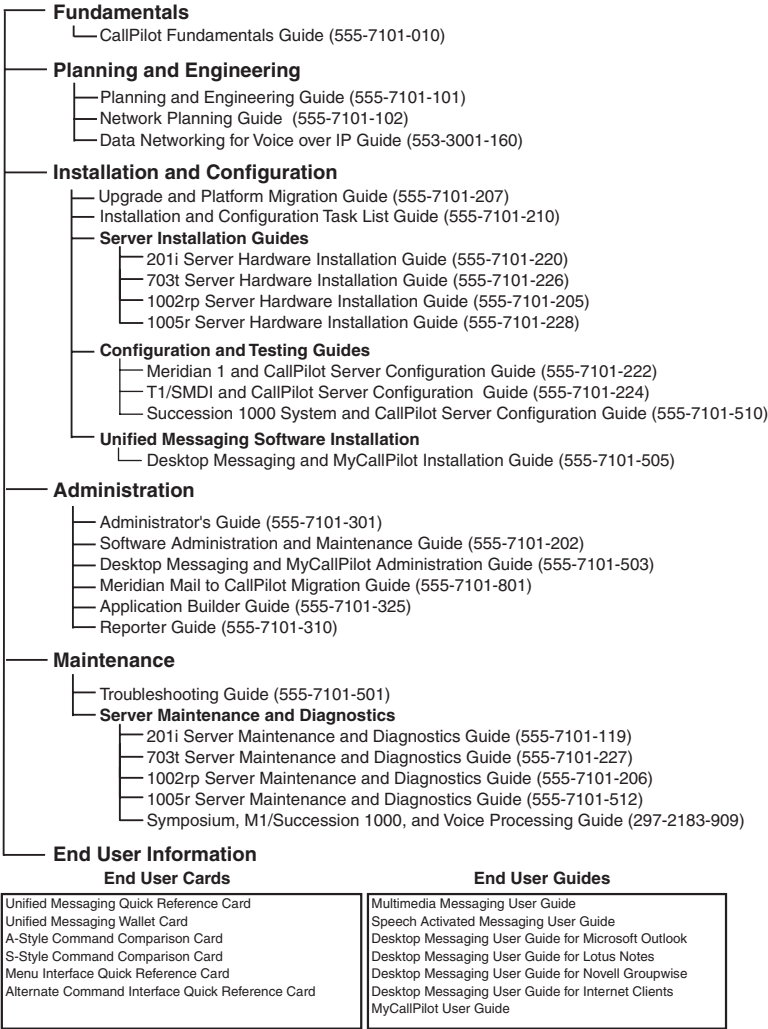 Fundamentals
CallPilot Fundamentals Guide (555-7101-010)
Planning and Engineering
Planning and Engineering Guide (555-7101-101)
Network Planning Guide (555-7101-102)
Data Networking for Voice over IP Guide (553-3001-160)
Installation and Configuration
Upgrade and Platform Migration Guide (555-7101-207)
Installation and Configuration Task List Guide (555-7101-210)
Server Installation Guides
201i Server Hardware Installation Guide (555-7101-220)
703t Server Hardware Installation Guide (555-7101-226)
1002rp Server Hardware Installation Guide (555-7101-205)
1005r Server Hardware Installation Guide (555-7101-228)
Configuration and Testing Guides
Meridian 1 and CallPilot Server Configuration Guide (555-7101-222)
T1/SMDI and CallPilot Server Configuration Guide (555-7101-224)
Succession 1000 System and CallPilot Server Configuration Guide (555-7101-510)
Unified Messaging Software Installation
Desktop Messaging and MyCallPilot Installation Guide (555-7101-505)
Administration
Administrator's Guide (555-7101-301)
Software Administration and Maintenance Guide (555-7101-202)
Desktop Messaging and MyCallPilot Administration Guide (555-7101-503)
Meridian Mail to CallPilot Migration Guide (555-7101-801)
Application Builder Guide (555-7101-325)
Reporter Guide (555-7101-310)
Maintenance
Troubleshooting Guide (555-7101-501)
Server Maintenance and Diagnostics
201i Server Maintenance and Diagnostics Guide (555-7101-119)
703t Server Maintenance and Diagnostics Guide (555-7101-227)
1002rp Server Maintenance and Diagnostics Guide (555-7101-206)
1005r Server Maintenance and Diagnostics Guide (555-7101-512)
Symposium, M1/Succession 1000, and Voice Processing Guide (297-2183-909)
End User Information
End User Cards
Unified Messaging Quick Reference Card
Unified Messaging Wallet Card
A-Style Command Comparison Card
S-Style Command Comparison Card
Menu Interface Quick Reference Card
Alternate Command Interface Quick Reference Card
End User Guides
Multimedia Messaging User Guide
Speech Activated Messaging User Guide
Desktop Messaging User Guide for Microsoft Outlook
Desktop Messaging User Guide for Lotus Notes
Desktop Messaging User Guide for Novell Groupwise
Desktop Messaging User Guide for Internet Clients
MyCallPilot User Guide